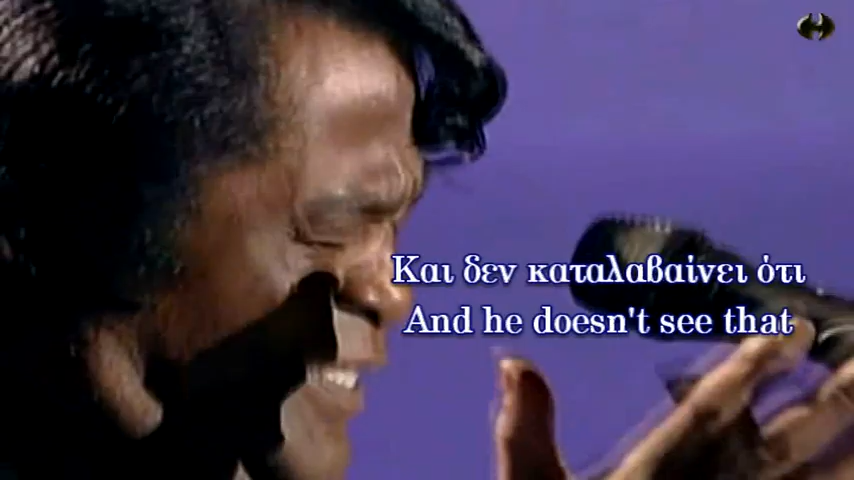 Και δεν καταλαβαίνει ότι
And he doesn't see that